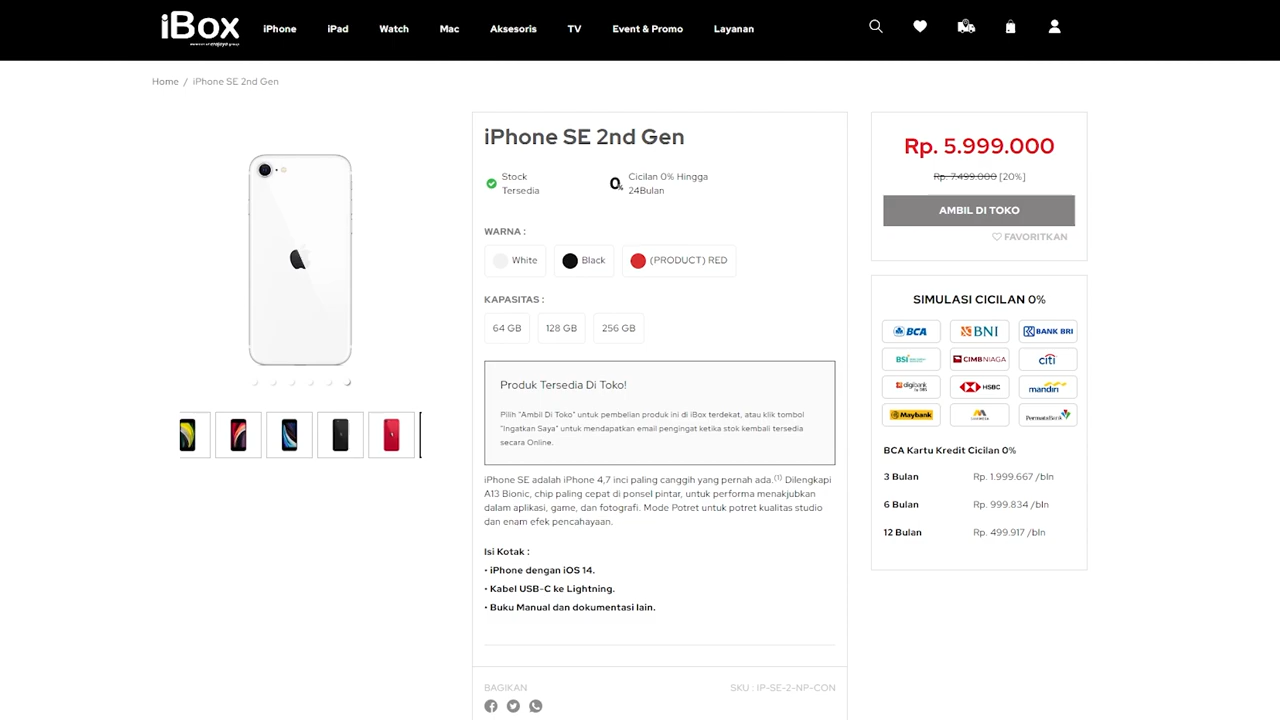 iBox
iPhone
iPad
Watch
Mac
Aksesoris
TV
Event & Promo
Layanan
Home / iPhone SE 2nd Gen
iPhone SE 2nd Gen
Stock
Tersedia
0%
Cicilan 0% Hingga
24Bulan
WARNA :
White
Black
(PRODUCT) RED
KAPASITAS :
64 GB
128 GB
256 GB
Produk Tersedia Di Toko!
Pilih "Ambil Di Toko" untuk pembelian produk ini di iBox terdekat, atau klik tombol
"Ingatkan Saya" untuk mendapatkan email pengingat ketika stok kembali tersedia
secara Online.
iPhone SE adalah iPhone 4,7 inci paling canggih yang pernah ada.(1) Dilengkapi
A13 Bionic, chip paling cepat di ponsel pintar, untuk performa menakjubkan
dalam aplikasi, game, dan fotografi. Mode Potret untuk potret kualitas studio
dan enam efek pencahayaan.
Isi Kotak :
• iPhone dengan iOS 14.
• Kabel USB-C ke Lightning.
• Buku Manual dan dokumentasi lain.
BAGIKAN
SKU : IP-SE-2-NP-CON
Rp. 5.999.000
Rp. 7.499.000 [20%]
AMBIL DI TOKO
FAVORITKAN
SIMULASI CICILAN 0%
BCA
BNI
BANK BRI
BSI
CIMB NIAGA
citi
digibank
HSBC
mandiri
Maybank
PermataBank
BCA Kartu Kredit Cicilan 0%
3 Bulan
Rp. 1.999.667 /bln
6 Bulan
Rp. 999.834 /bln
12 Bulan
Rp. 499.917 /bln